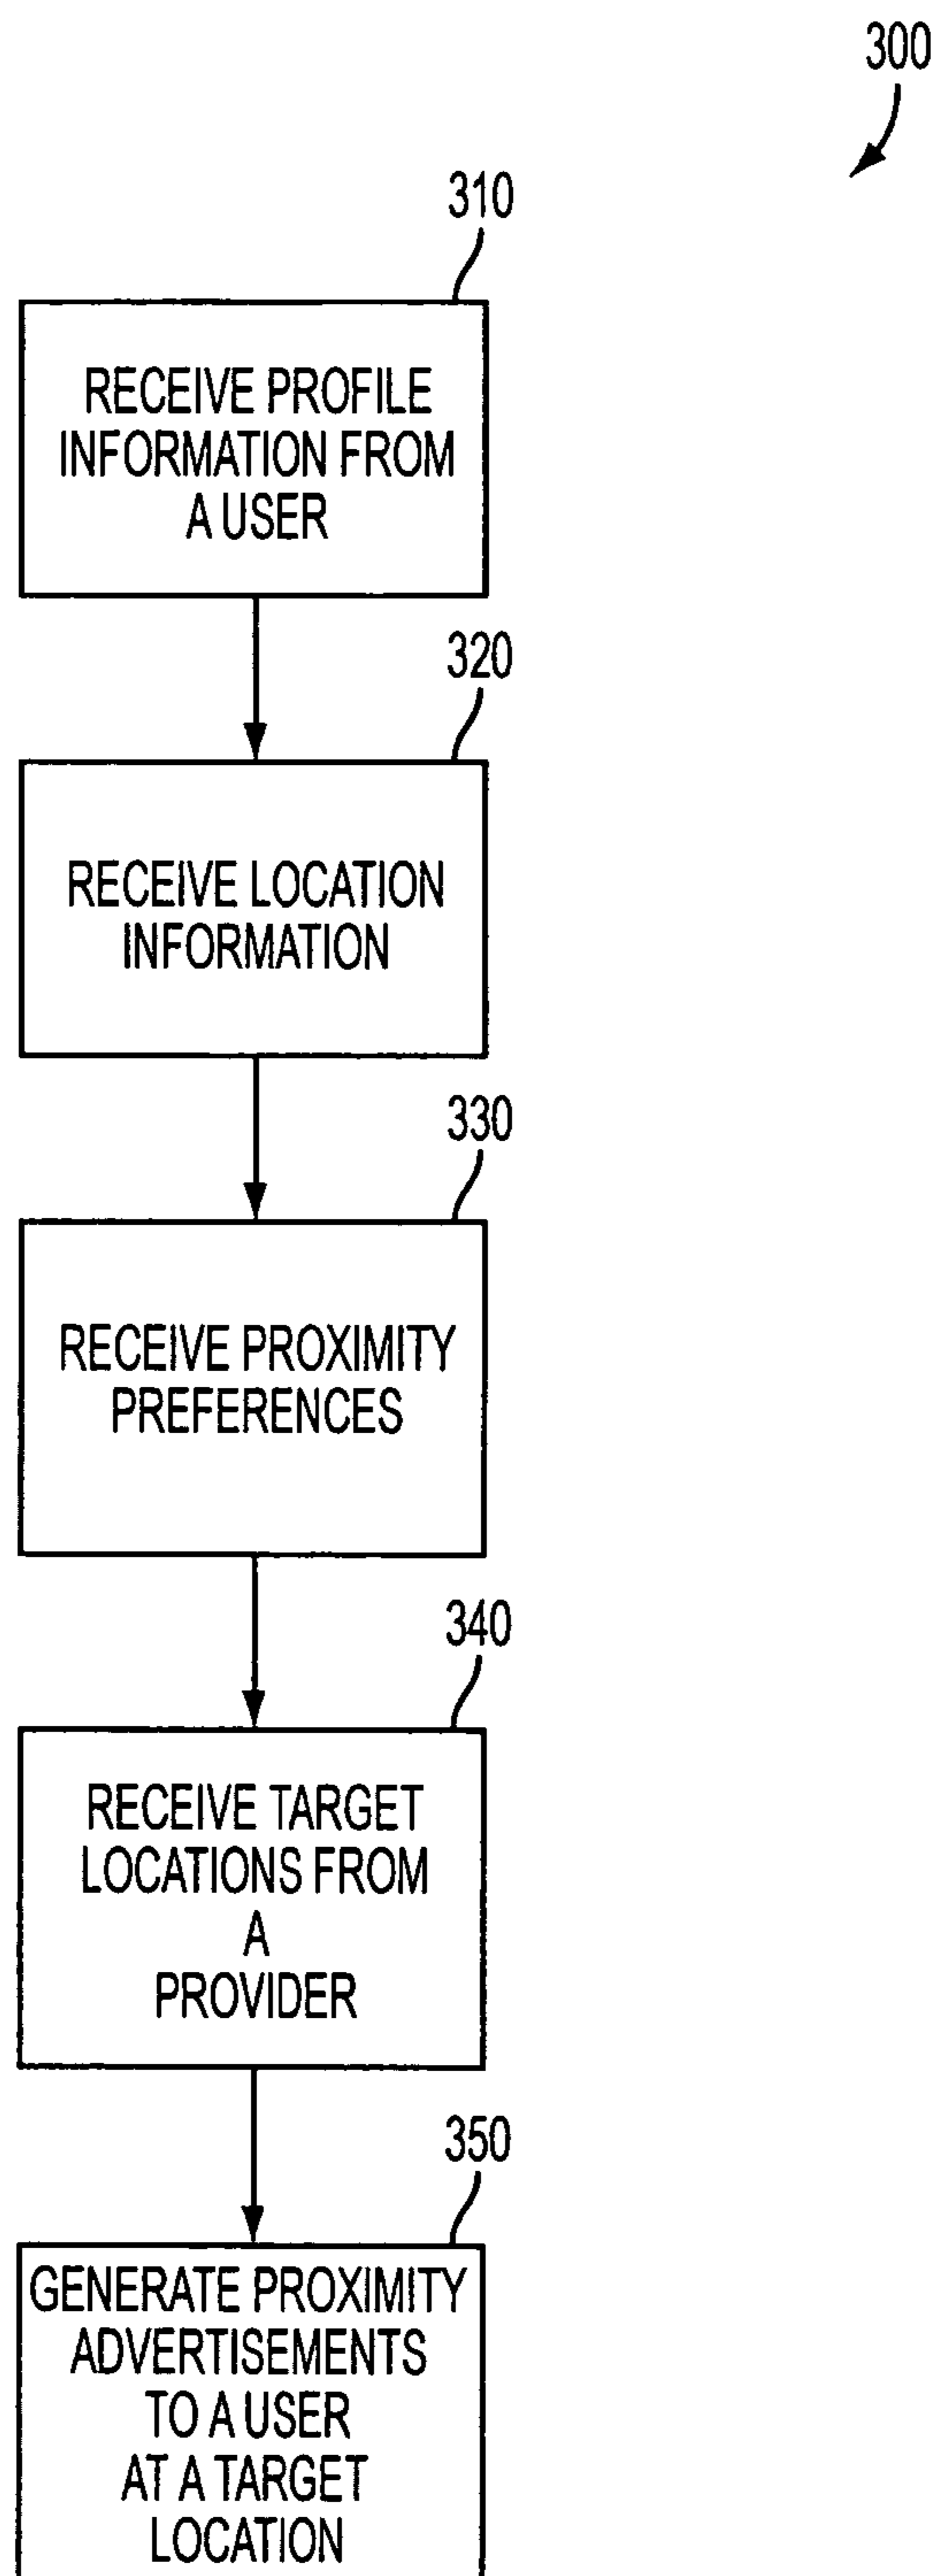 300
310
RECEIVE PROFILE
INFORMATION FROM
A USER
320
RECEIVE LOCATION
INFORMATION
330
RECEIVE PROXIMITY
PREFERENCES
340
RECEIVE TARGET
LOCATIONS FROM
A
PROVIDER
350
GENERATE PROXIMITY
ADVERTISEMENTS
TO A USER
AT A TARGET
LOCATION